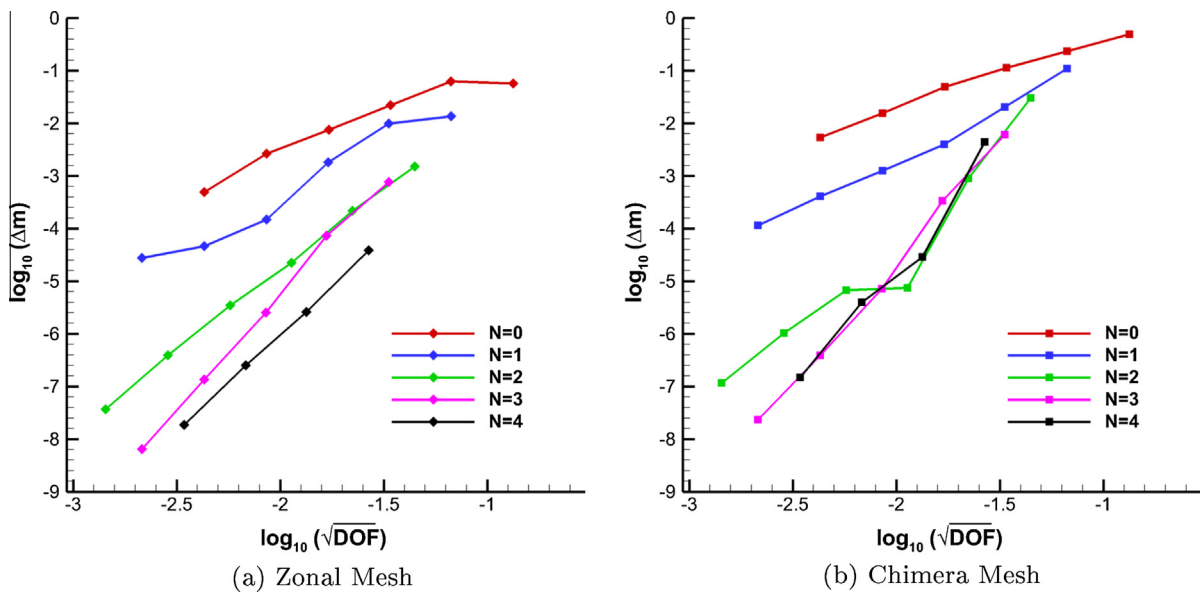 0
-1
-2
-3
-4
-5
-6
-7
-8
-9
log₁₀ (Δm)
N=0
N=1
N=2
N=3
N=4
-3 -2.5 -2 -1.5 -1
log₁₀ (√DOF)
(a) Zonal Mesh
0
-1
-2
-3
-4
-5
-6
-7
-8
-9
log₁₀ (Δm)
N=0
N=1
N=2
N=3
N=4
-3 -2.5 -2 -1.5 -1
log₁₀ (√DOF)
(b) Chimera Mesh